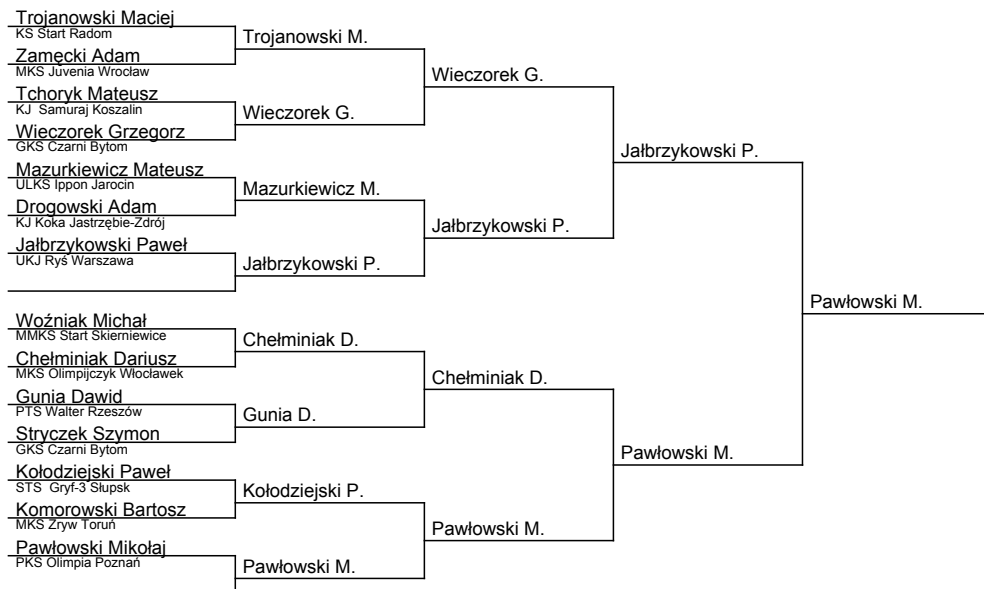 Trojanowski Maciej
KS Start Radom
Trojanowski M.
Zamęcki Adam
MKS Juvenia Wrocław
Wieczorek G.
Tchoryk Mateusz
KJ Samuraj Koszalin
Wieczorek G.
Wieczorek Grzegorz
GKS Czarni Bytom
Jałbrzykowski P.
Mazurkiewicz Mateusz
ULKS Ippon Jarocin
Mazurkiewicz M.
Drogowski Adam
KJ Koka Jastrzębie-Zdrój
Jałbrzykowski P.
Jałbrzykowski Paweł
UKJ Ryś Warszawa
Jałbrzykowski P.
Pawłowski M.
Woźniak Michał
MMKS Start Skierniewice
Chełminiak D.
Chełminiak Dariusz
MKS Olimpijczyk Włocławek
Chełminiak D.
Gunia Dawid
PTS Walter Rzeszów
Gunia D.
Stryczek Szymon
GKS Czarni Bytom
Pawłowski M.
Kołodziejski Paweł
STS Gryf-3 Słupsk
Kołodziejski P.
Komorowski Bartosz
MKS Zryw Toruń
Pawłowski M.
Pawłowski Mikołaj
PKS Olimpia Poznań
Pawłowski M.